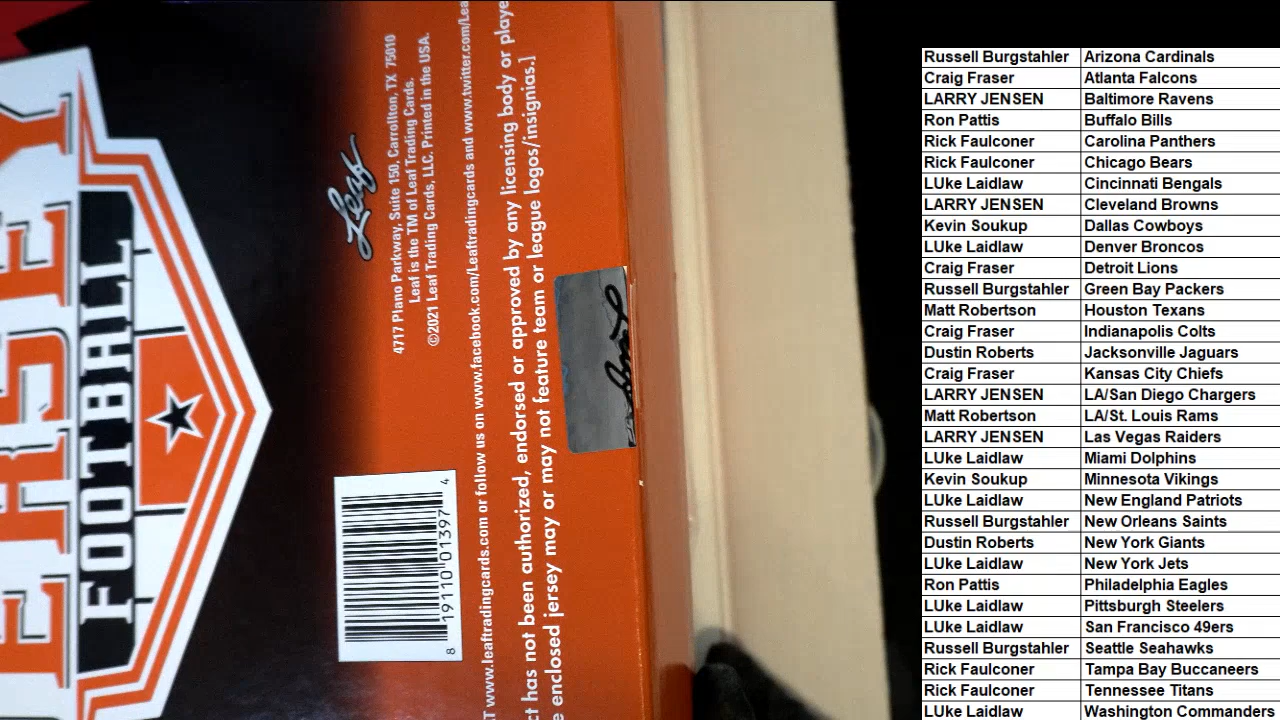 FOOTBALL
Leaf
4717 Plano Parkway, Suite 150, Carrollton, TX 75010
Leaf is the TM of Leaf Trading Cards.
©2021 Leaf Trading Cards, LLC. Printed in the USA.
www.leaftradingcards.com or follow us on www.facebook.com/Leaftradingcards and www.twitter.com/Lea
has not been authorized, endorsed or approved by any licensing body or playe
enclosed jersey may or may not feature team or league logos/insignias.]
8 19110 01397 4
Russell Burgstahler Arizona Cardinals
Craig Fraser Atlanta Falcons
LARRY JENSEN Baltimore Ravens
Ron Pattis Buffalo Bills
Rick Faulconer Carolina Panthers
Rick Faulconer Chicago Bears
LUke Laidlaw Cincinnati Bengals
LARRY JENSEN Cleveland Browns
Kevin Soukup Dallas Cowboys
LUke Laidlaw Denver Broncos
Craig Fraser Detroit Lions
Russell Burgstahler Green Bay Packers
Matt Robertson Houston Texans
Craig Fraser Indianapolis Colts
Dustin Roberts Jacksonville Jaguars
Craig Fraser Kansas City Chiefs
LARRY JENSEN LA/San Diego Chargers
Matt Robertson LA/St. Louis Rams
LARRY JENSEN Las Vegas Raiders
LUke Laidlaw Miami Dolphins
Kevin Soukup Minnesota Vikings
LUke Laidlaw New England Patriots
Russell Burgstahler New Orleans Saints
Dustin Roberts New York Giants
LUke Laidlaw New York Jets
Ron Pattis Philadelphia Eagles
LUke Laidlaw Pittsburgh Steelers
LUke Laidlaw San Francisco 49ers
Russell Burgstahler Seattle Seahawks
Rick Faulconer Tampa Bay Buccaneers
Rick Faulconer Tennessee Titans
LUke Laidlaw Washington Commanders